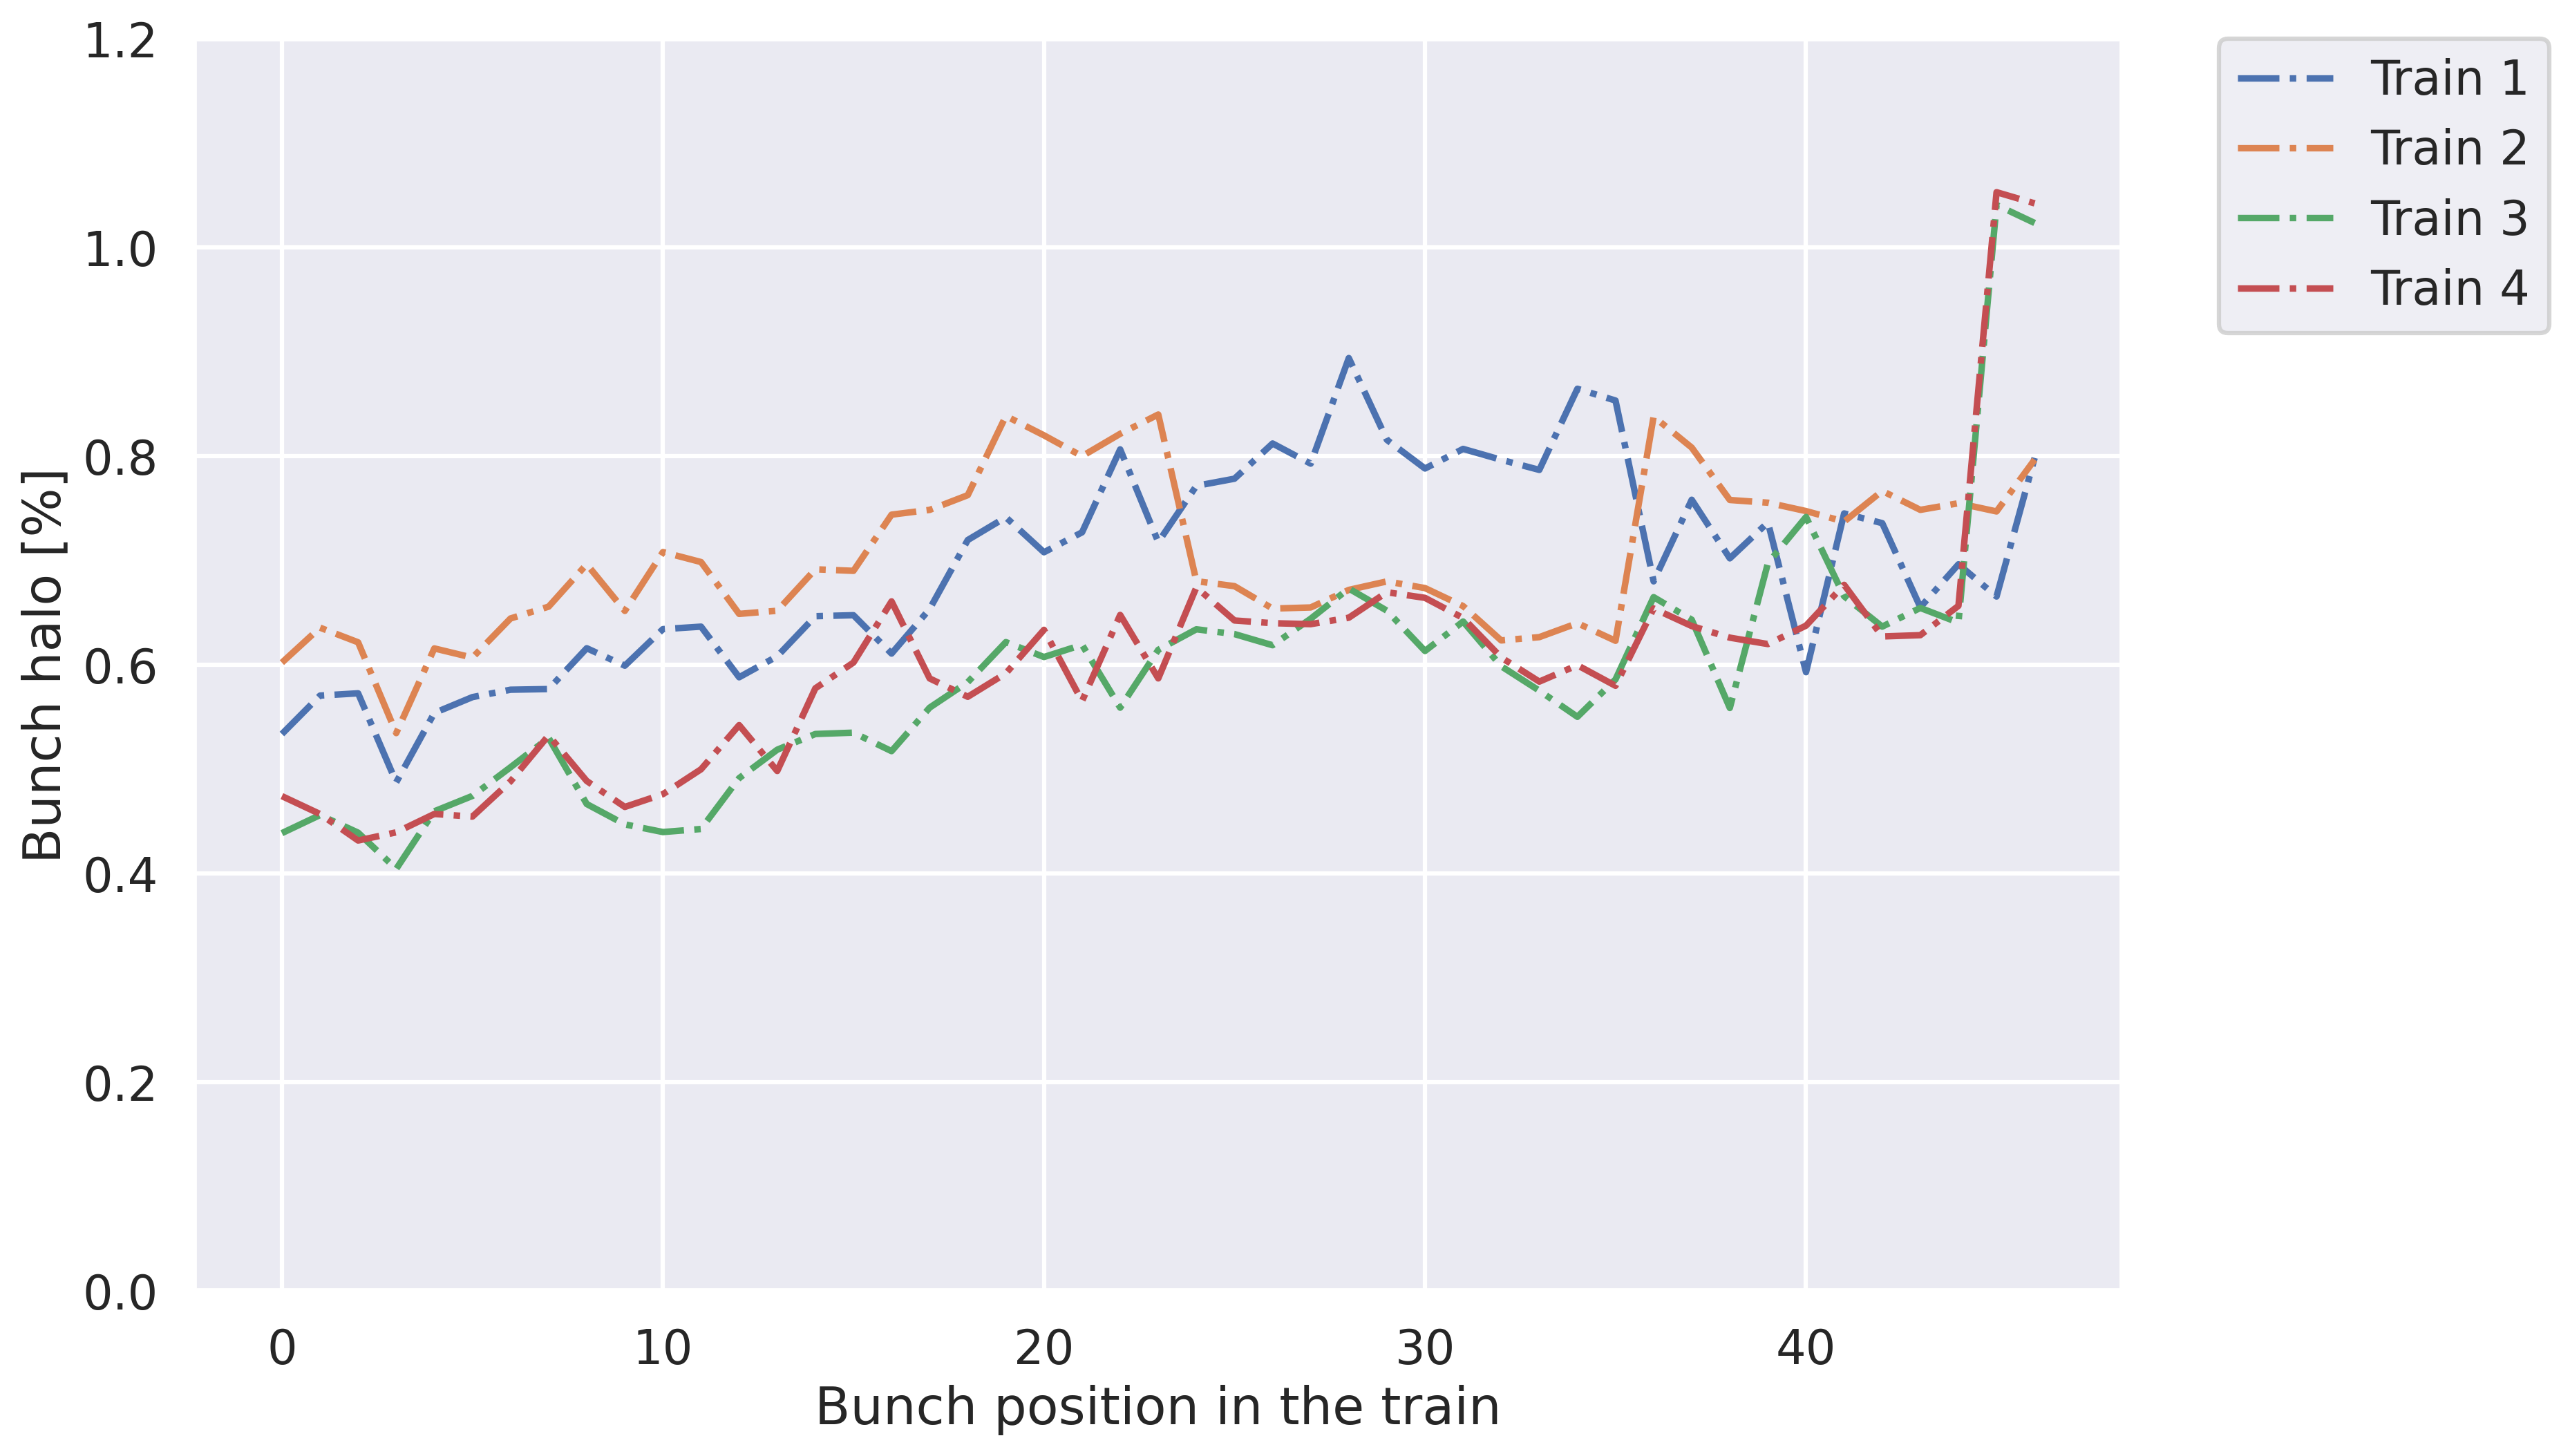 Bunch halo [%]
1.2
1.0
0.8
0.6
0.4
0.2
0.0
0 10 20 30 40
Bunch position in the train
Train 1
Train 2
Train 3
Train 4